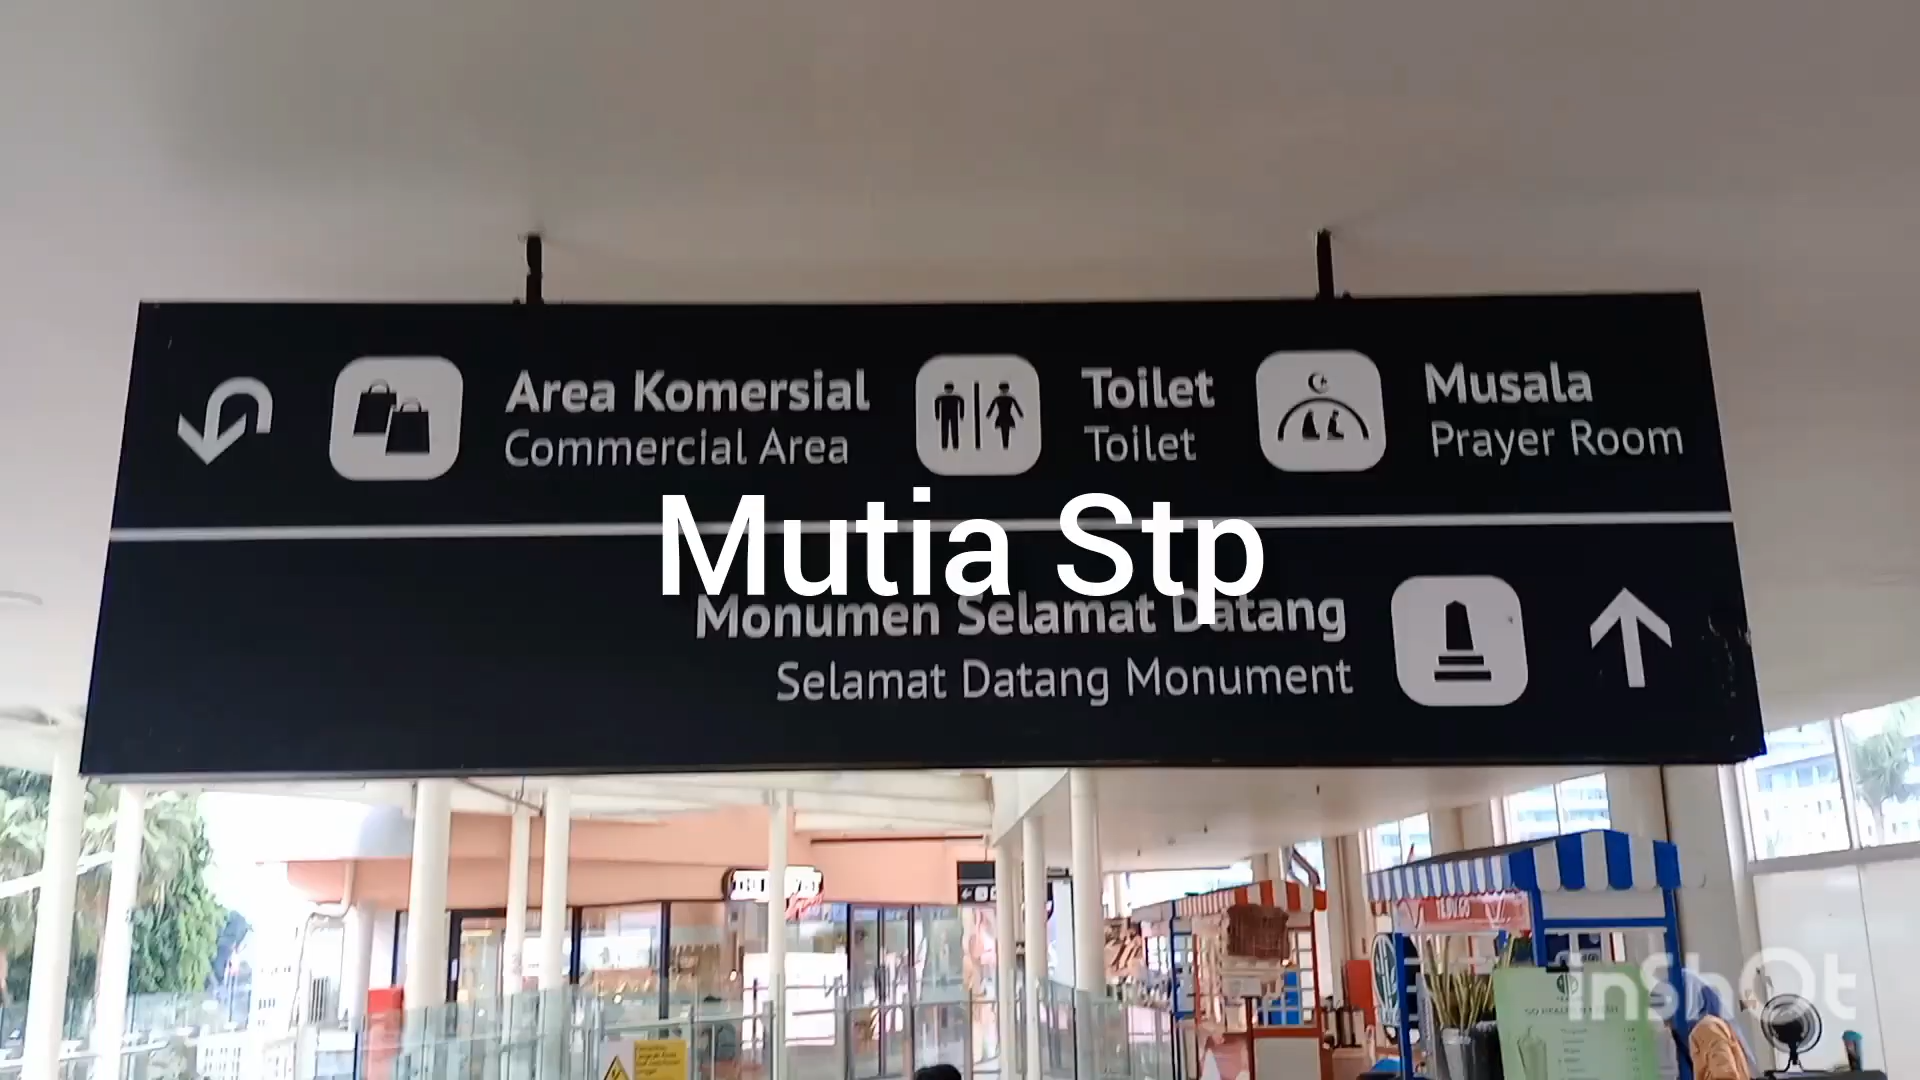 Area Komersial
Commercial Area
Toilet
Toilet
Musala
Prayer Room
Mutia Stp
Monumen Selamat Datang
Selamat Datang Monument
InShOt